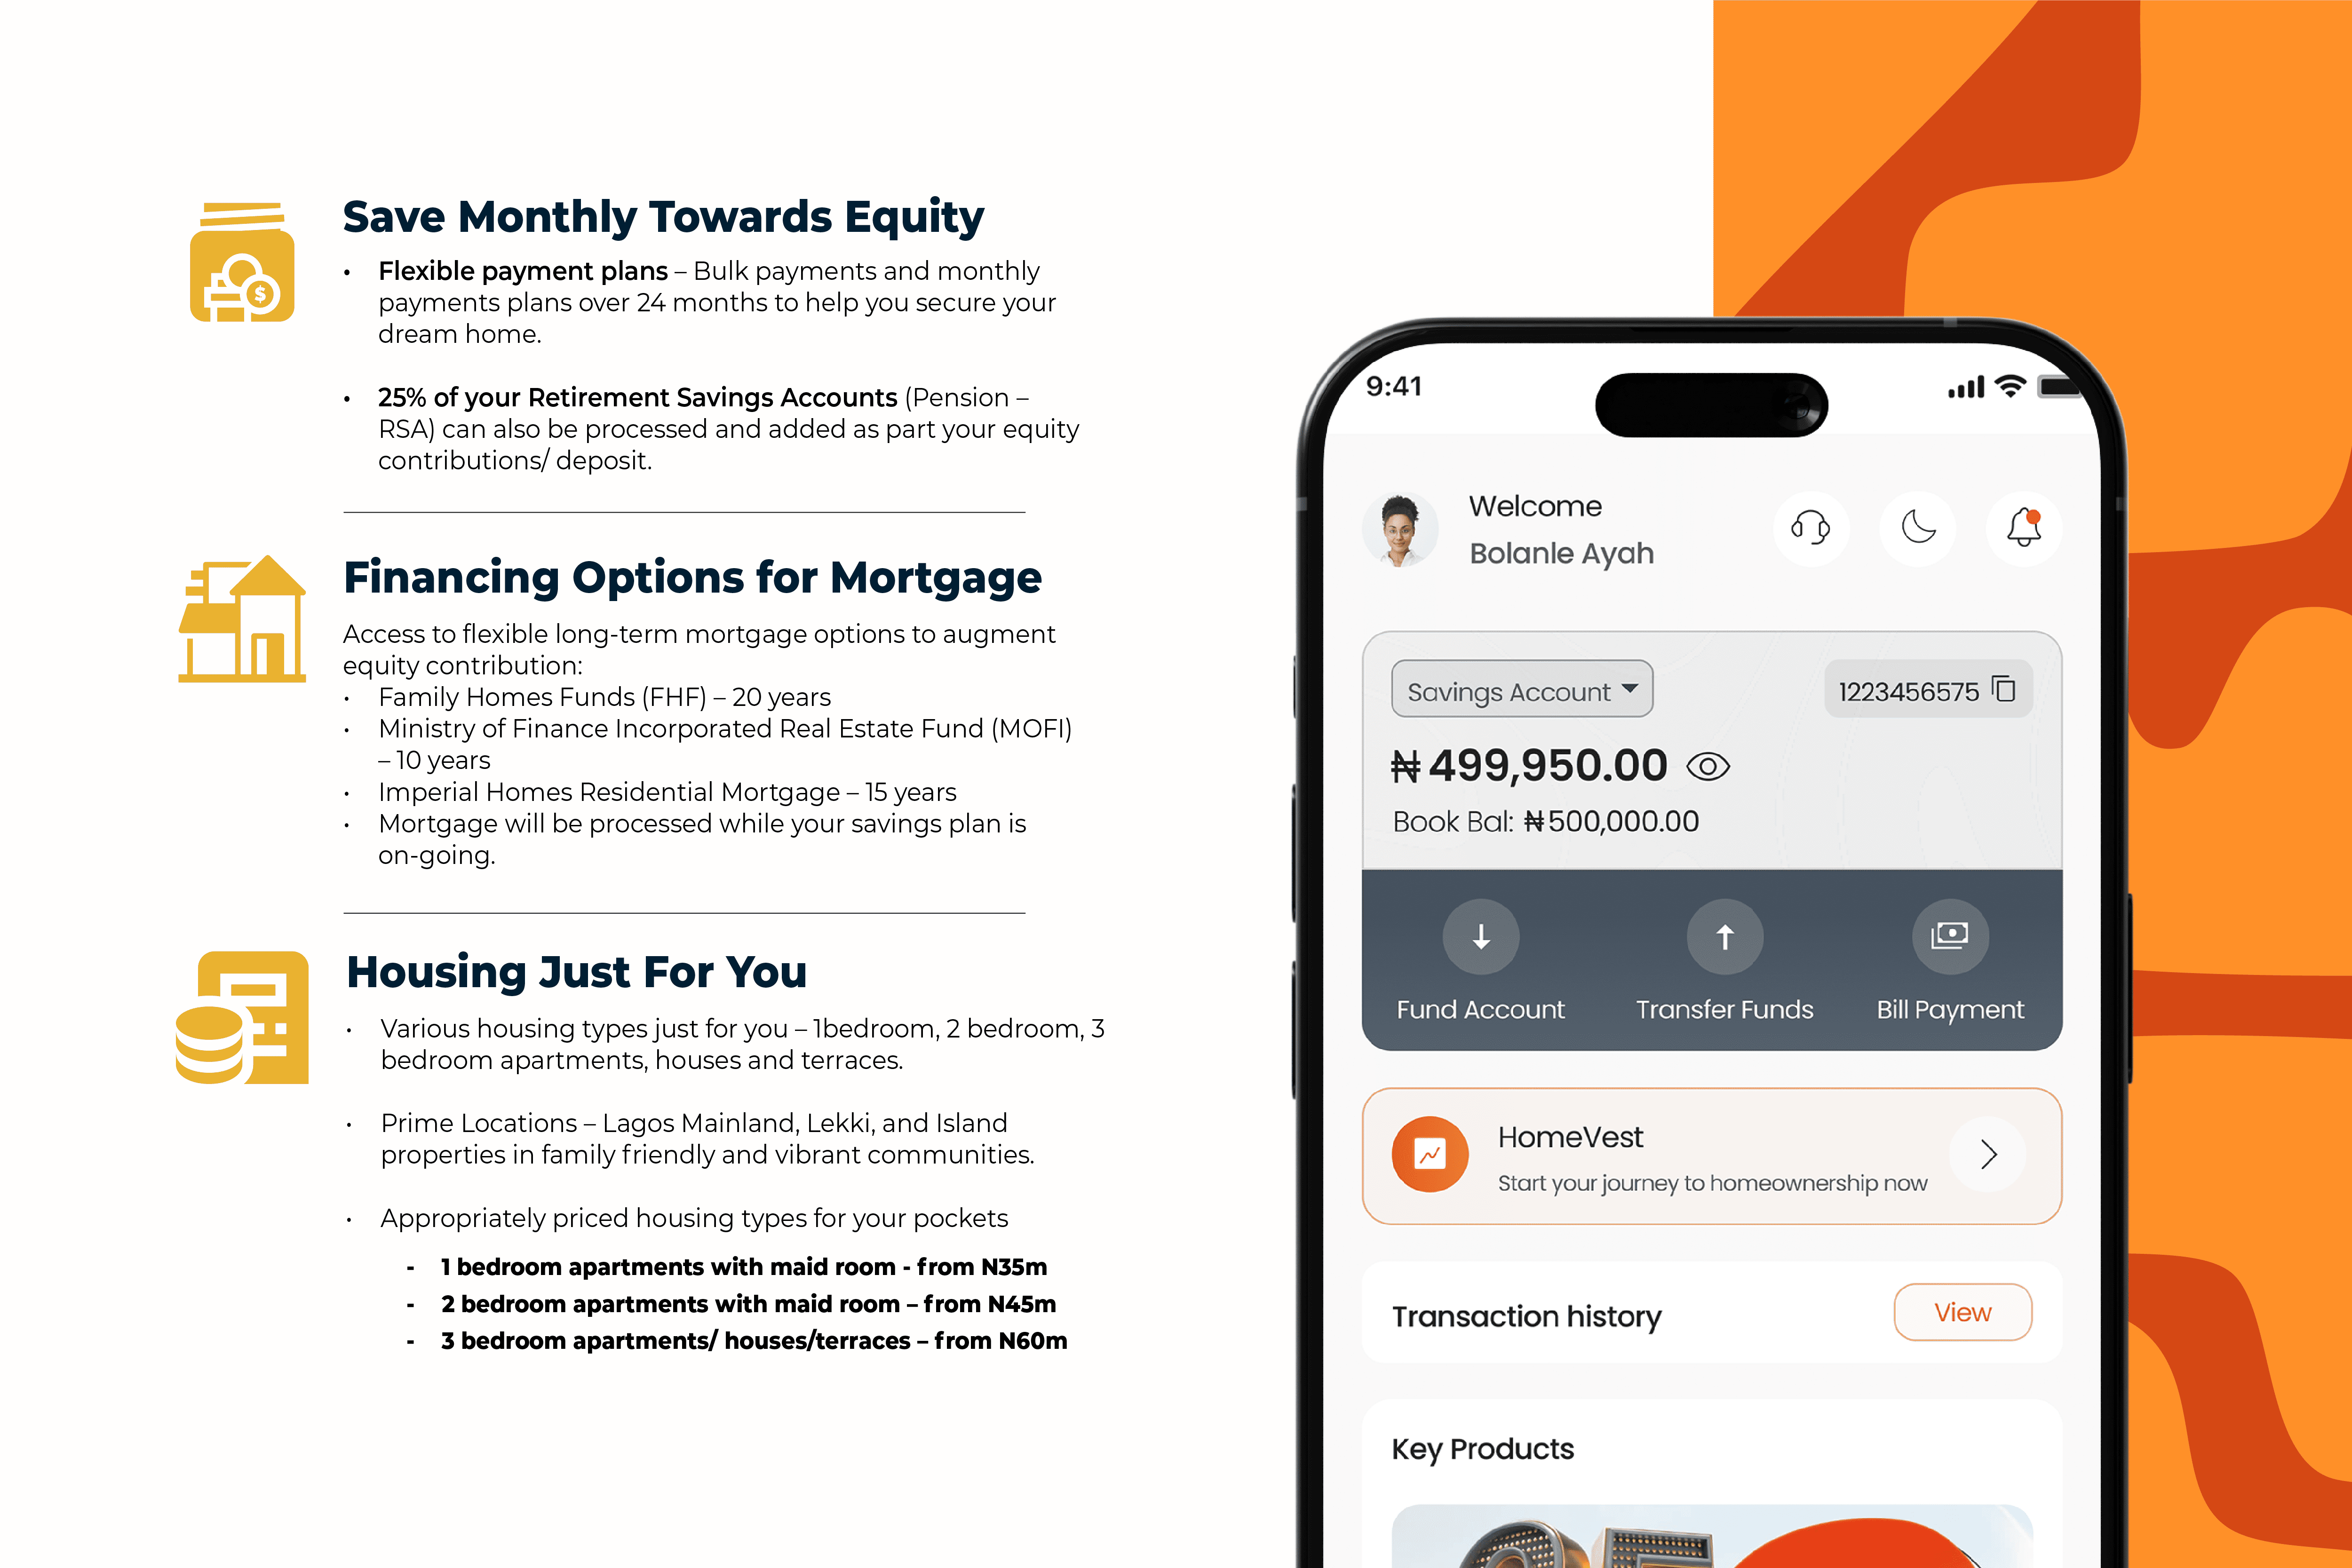 Save Monthly Towards Equity
• Flexible payment plans – Bulk payments and monthly
payments plans over 24 months to help you secure your
dream home.
• 25% of your Retirement Savings Accounts (Pension –
RSA) can also be processed and added as part your equity
contributions/ deposit.
Financing Options for Mortgage
Access to flexible long-term mortgage options to augment
equity contribution:
• Family Homes Funds (FHF) – 20 years
• Ministry of Finance Incorporated Real Estate Fund (MOFI)
– 10 years
• Imperial Homes Residential Mortgage – 15 years
• Mortgage will be processed while your savings plan is
on-going.
Housing Just For You
• Various housing types just for you – 1bedroom, 2 bedroom, 3
bedroom apartments, houses and terraces.
• Prime Locations – Lagos Mainland, Lekki, and Island
properties in family friendly and vibrant communities.
• Appropriately priced housing types for your pockets
- 1 bedroom apartments with maid room - from N35m
- 2 bedroom apartments with maid room – from N45m
- 3 bedroom apartments/ houses/terraces – from N60m
9:41
Welcome
Bolanle Ayah
Savings Account
1223456575
₦ 499,950.00
Book Bal: ₦500,000.00
Fund Account
Transfer Funds
Bill Payment
HomeVest
Start your journey to homeownership now
Transaction history
View
Key Products